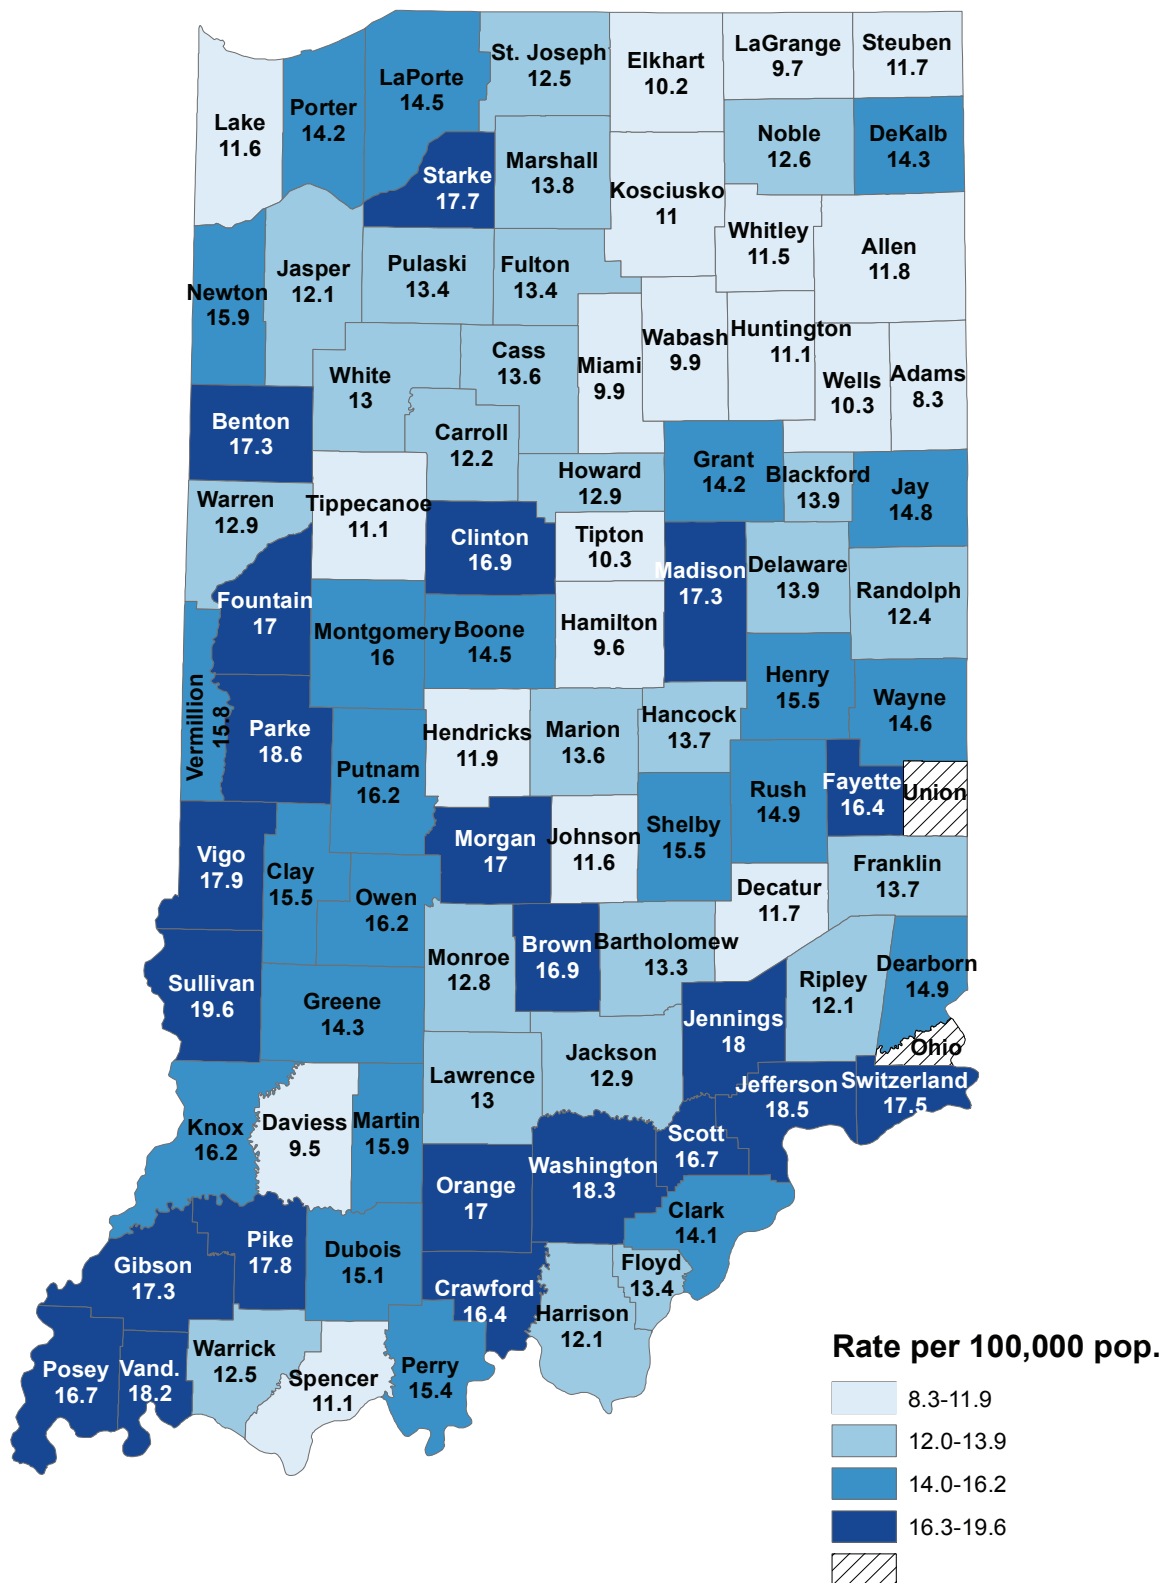 St. Joseph
12.5
Elkhart
10.2
LaGrange
9.7
Steuben
11.7
LaPorte
14.5
Porter
14.2
Lake
11.6
Noble
12.6
DeKalb
14.3
Starke
17.7
Marshall
13.8
Kosciusko
11
Whitley
11.5
Allen
11.8
Newton
15.9
Jasper
12.1
Pulaski
13.4
Fulton
13.4
White
13
Cass
13.6
Miami
9.9
Wabash
9.9
Huntington
11.1
Wells
10.3
Adams
8.3
Benton
17.3
Carroll
12.2
Howard
12.9
Grant
14.2
Blackford
13.9
Jay
14.8
Warren
12.9
Tippecanoe
11.1
Clinton
16.9
Tipton
10.3
Madison
17.3
Delaware
13.9
Randolph
12.4
Fountain
17
Montgomery
16
Boone
14.5
Hamilton
9.6
Henry
15.5
Wayne
14.6
Vermillion
15.8
Parke
18.6
Putnam
16.2
Hendricks
11.9
Marion
13.6
Hancock
13.7
Rush
14.9
Fayette
16.4
Union
Vigo
17.9
Clay
15.5
Owen
16.2
Morgan
17
Johnson
11.6
Shelby
15.5
Decatur
11.7
Franklin
13.7
Sullivan
19.6
Greene
14.3
Monroe
12.8
Brown
16.9
Bartholomew
13.3
Jennings
18
Ripley
12.1
Dearborn
14.9
Ohio
Knox
16.2
Daviess
9.5
Martin
15.9
Lawrence
13
Jackson
12.9
Jefferson
18.5
Switzerland
17.5
Scott
16.7
Orange
17
Washington
18.3
Clark
14.1
Gibson
17.3
Pike
17.8
Dubois
15.1
Crawford
16.4
Floyd
13.4
Harrison
12.1
Posey
16.7
Vand.
18.2
Warrick
12.5
Spencer
11.1
Perry
15.4
Rate per 100,000 pop.
8.3-11.9
12.0-13.9
14.0-16.2
16.3-19.6